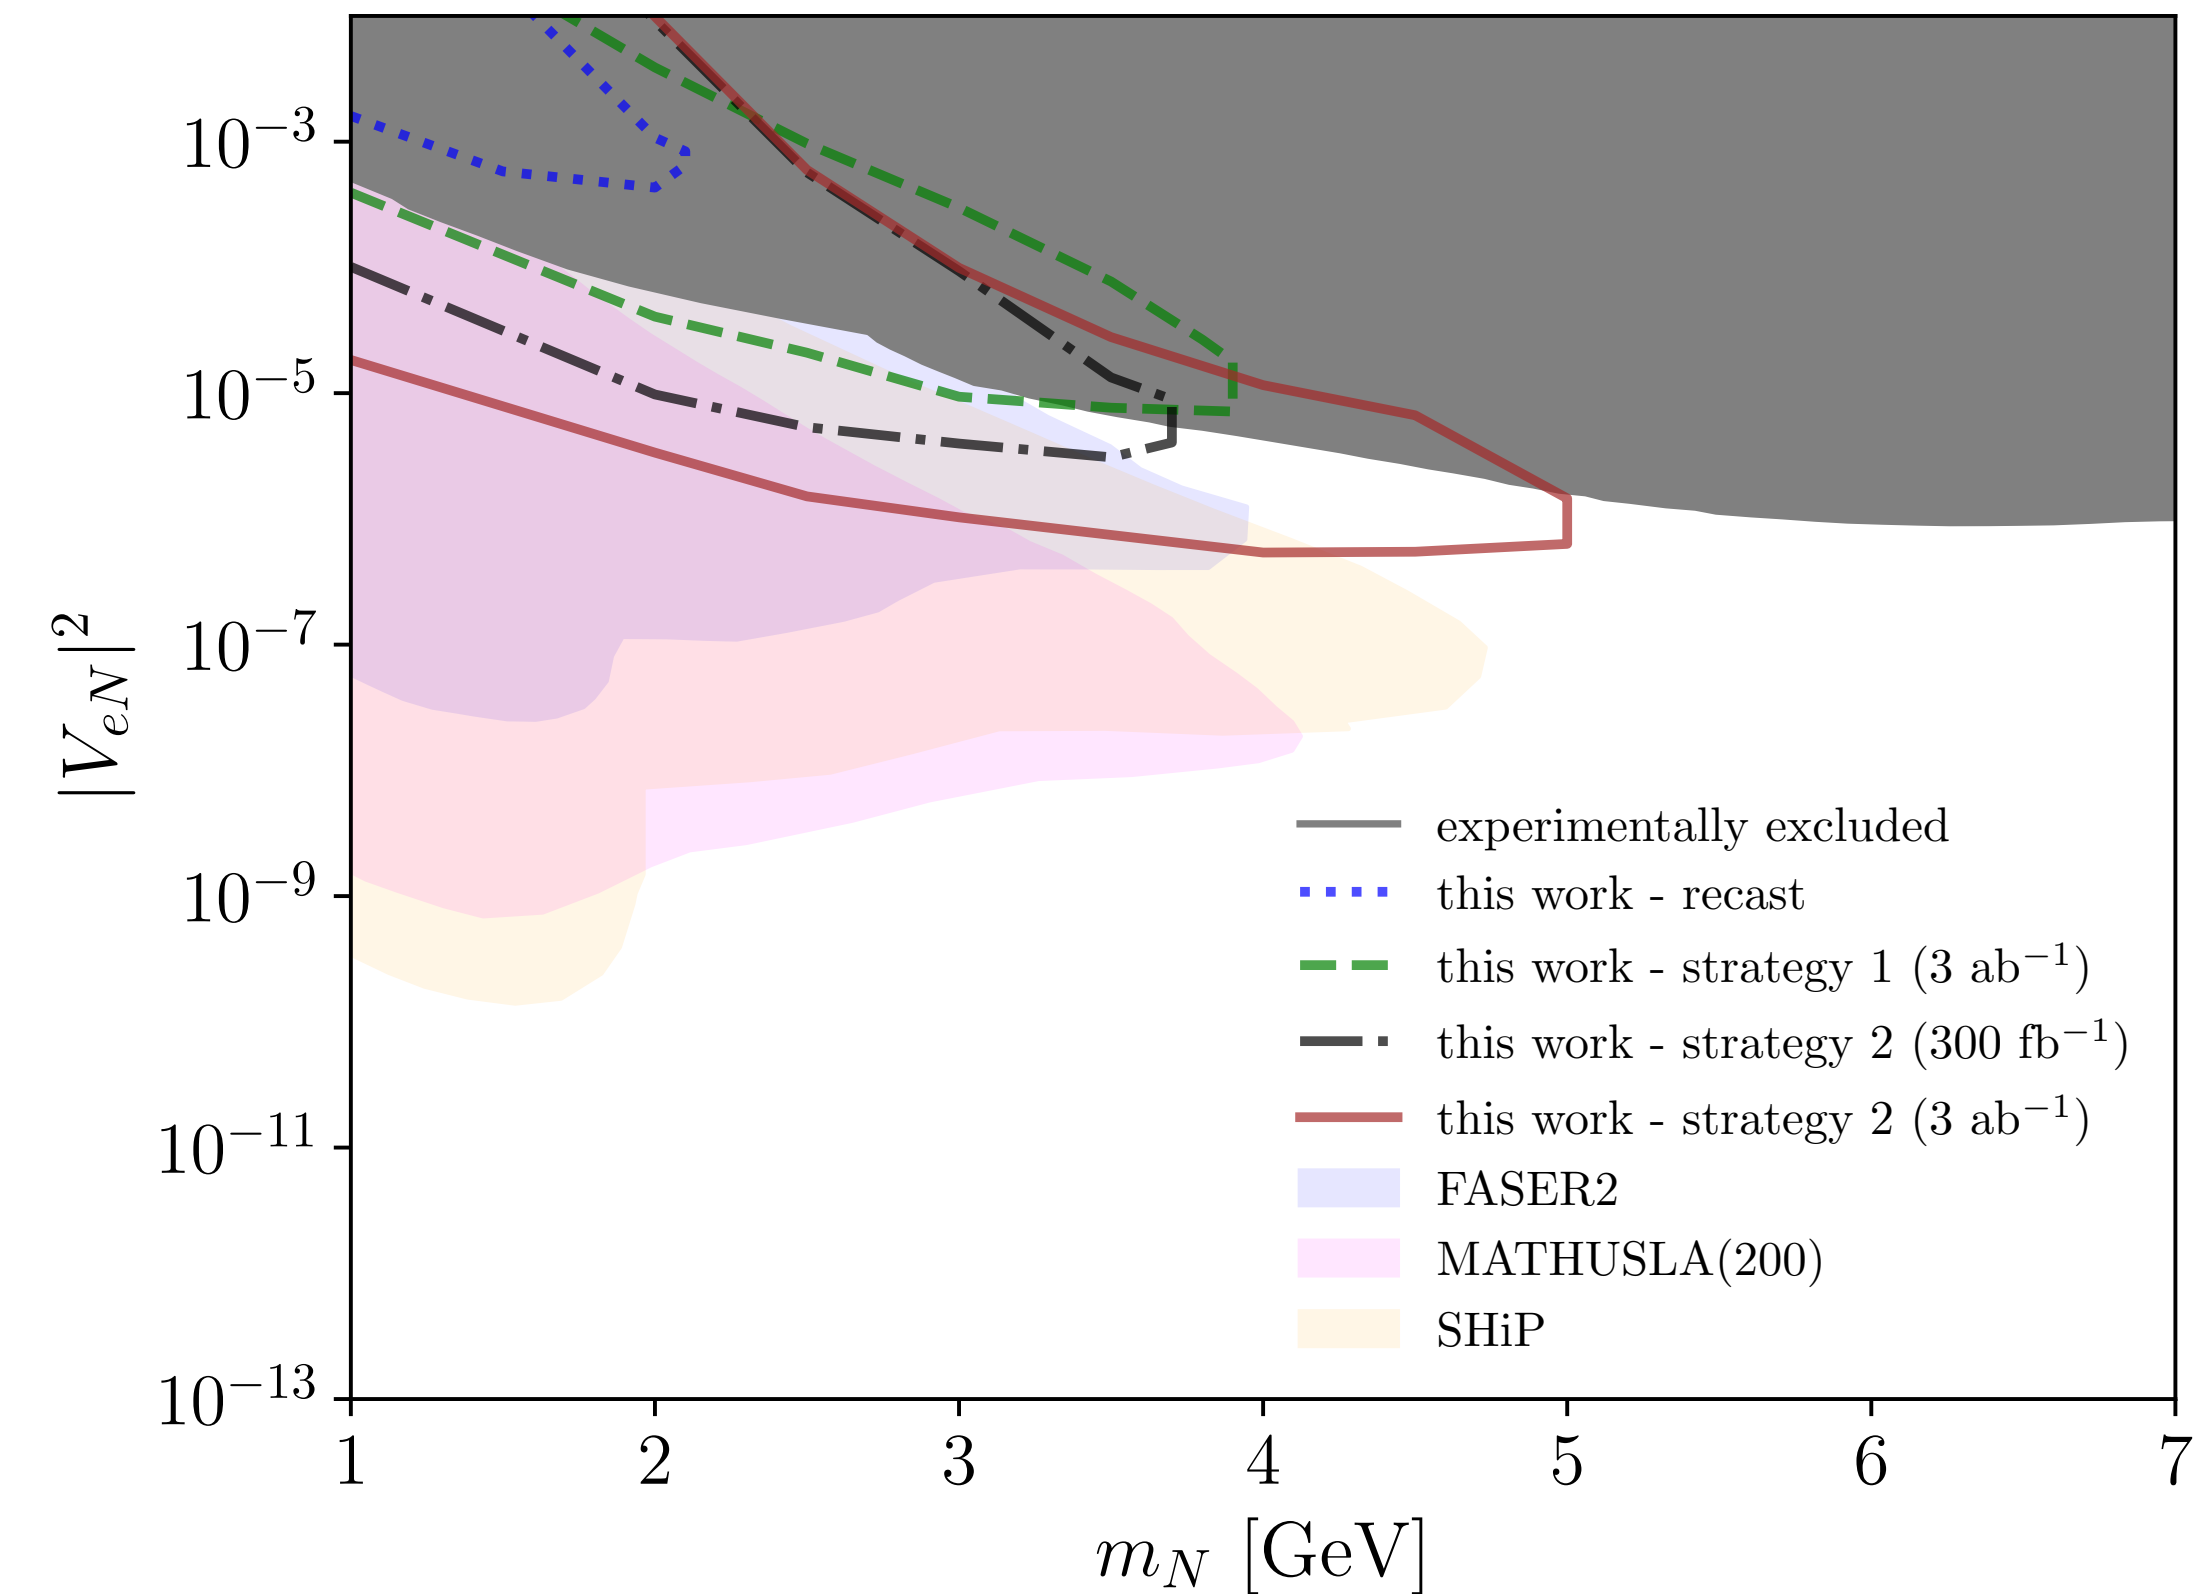 |V_{eN}|^2
10^{-3}
10^{-5}
10^{-7}
10^{-9}
10^{-11}
10^{-13}
experimentally excluded
this work - recast
this work - strategy 1 (3 ab^{-1})
this work - strategy 2 (300 fb^{-1})
this work - strategy 2 (3 ab^{-1})
FASER2
MATHUSLA(200)
SHiP
1 2 3 4 5 6 7
m_N [GeV]